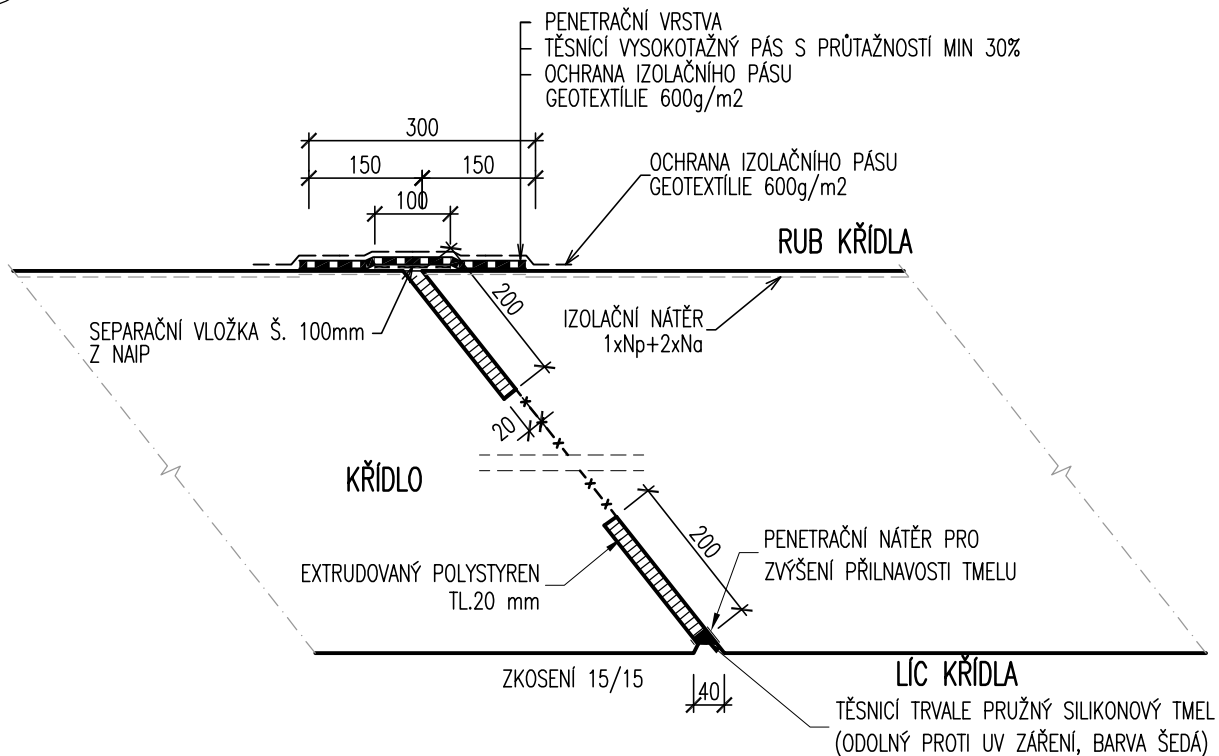 PENETRAČNÍ VRSTVA
TĚSNÍCÍ VYSOKOTAŽNÝ PÁS S PRŮTAŽNOSTÍ MIN 30%
OCHRANA IZOLAČNÍHO PÁSU
GEOTEXTÍLIE 600g/m2
300
150
150
100
OCHRANA IZOLAČNÍHO PÁSU
GEOTEXTÍLIE 600g/m2
RUB KŘÍDLA
200
SEPARAČNÍ VLOŽKA Š. 100mm
Z NAIP
IZOLAČNÍ NÁTĚR
1xNp+2xNa
20
KŘÍDLO
200
EXTRUDOVANÝ POLYSTYREN
TL.20 mm
PENETRAČNÍ NÁTĚR PRO
ZVÝŠENÍ PŘILNAVOSTI TMELU
ZKOSENÍ 15/15
40
LÍC KŘÍDLA
TĚSNICÍ TRVALE PRUŽNÝ SILIKONOVÝ TMEL
(ODOLNÝ PROTI UV ZÁŘENÍ, BARVA ŠEDÁ)